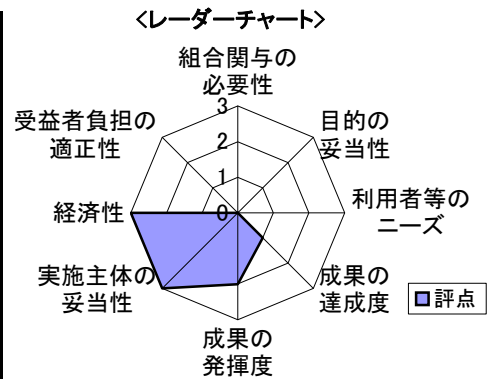 <レーダーチャート>
組合関与の
必要性
目的の
妥当性
利用者等の
ニーズ
成果の
達成度
成果の
発揮度
実施主体の
妥当性
経済性
受益者負担の
適正性
3
2
1
0
評点